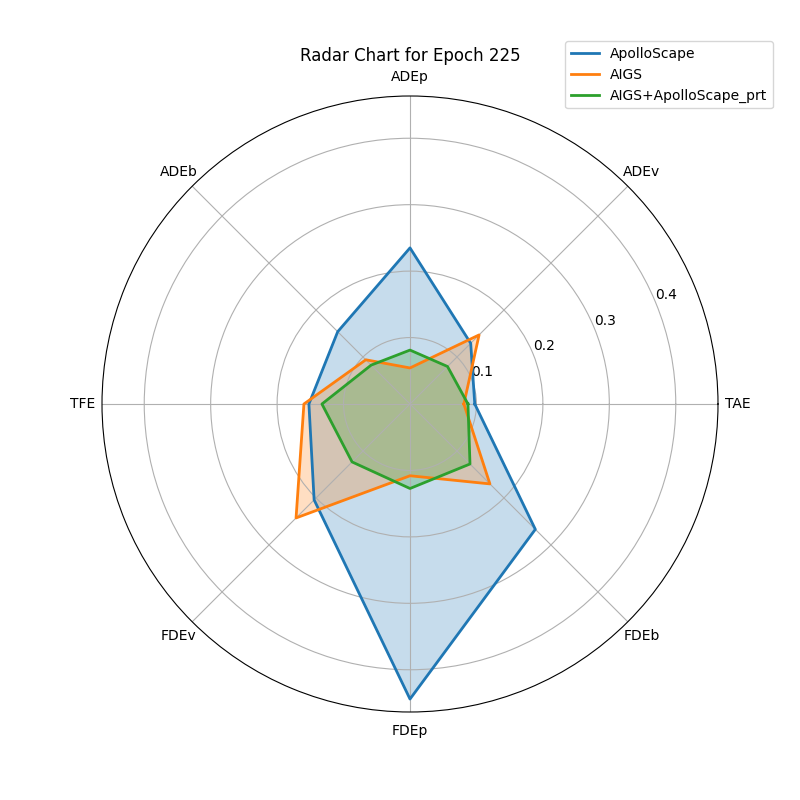 Radar Chart for Epoch 225
ApolloScape
AIGS
AIGS+ApolloScape_prt
ADEp
ADEb
ADEv
0.4
0.3
0.2
0.1
TFE
TAE
FDEv
FDEb
FDEp